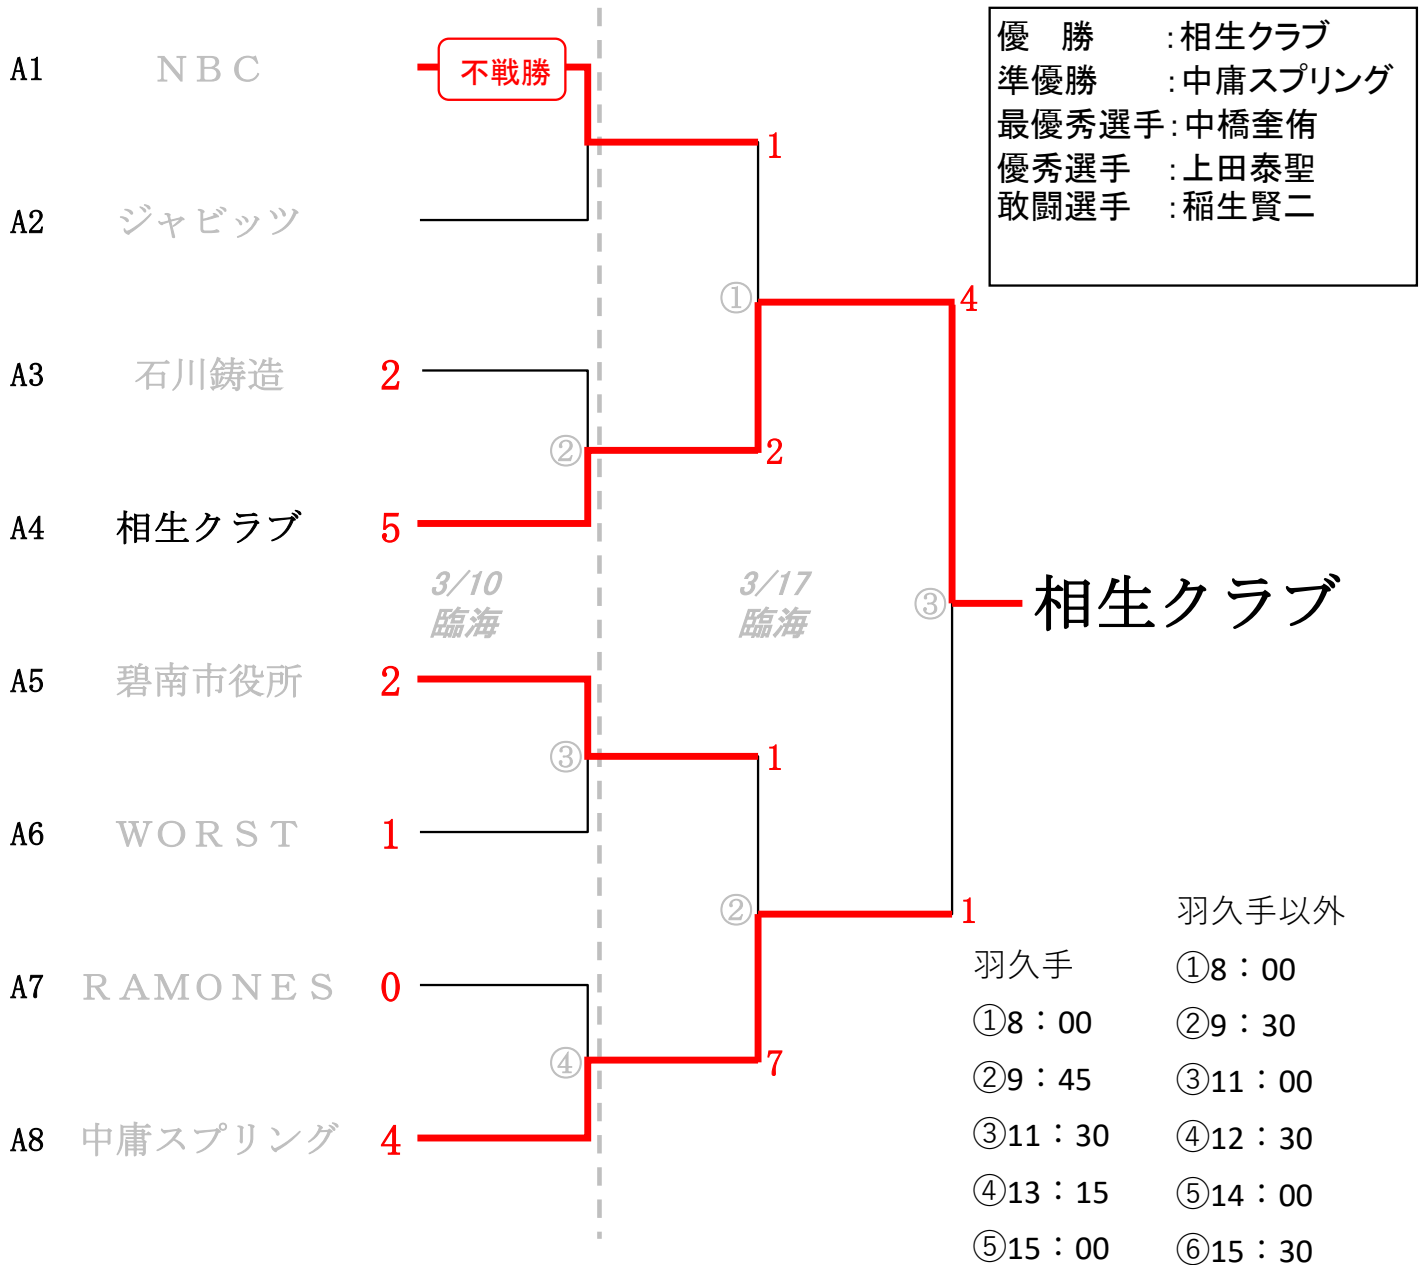 優　勝　　：相生クラブ
準優勝　　：中庸スプリング
最優秀選手：中橋奎侑
優秀選手　：上田泰聖
敢闘選手　：稲生賢二
A1 ＮＢＣ 不戦勝
1
A2 ジャビッツ
① 4
A3 石川鋳造 2
② 2
A4 相生クラブ 5
3/10 3/17
臨海 臨海
③ 相生クラブ
A5 碧南市役所 2
③ 1
A6 ＷＯＲＳＴ 1
② 1
A7 ＲＡＭＯＮＥＳ 0
④ 7
A8 中庸スプリング 4
羽久手
①8：00
②9：45
③11：30
④13：15
⑤15：00
羽久手以外
①8：00
②9：30
③11：00
④12：30
⑤14：00
⑥15：30